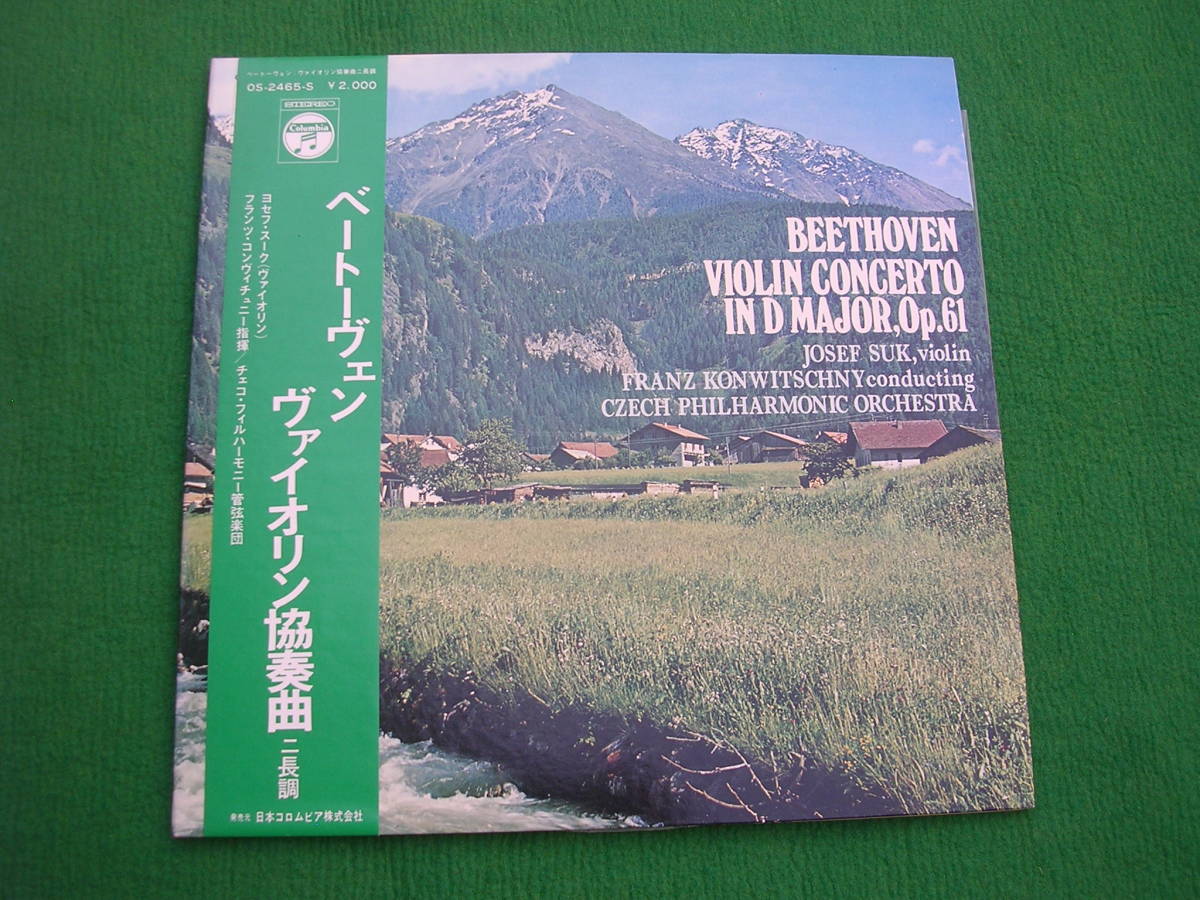 ベートーヴェン:ヴァイオリン協奏曲ニ長調
OS-2465-S ¥2.000
STEREO
Columbia
ベートーヴェン
ヴァイオリン協奏曲 ニ長調
ヨセフ・スーク(ヴァイオリン)
フランツ・コンヴィチュニー指揮/チェコ・フィルハーモニー管弦楽団
発売元 日本コロムビア株式会社
BEETHOVEN
VIOLIN CONCERTO
IN D MAJOR,Op.61
JOSEF SUK,violin
FRANZ KONWITSCHNY conducting
CZECH PHILHARMONIC ORCHESTRA